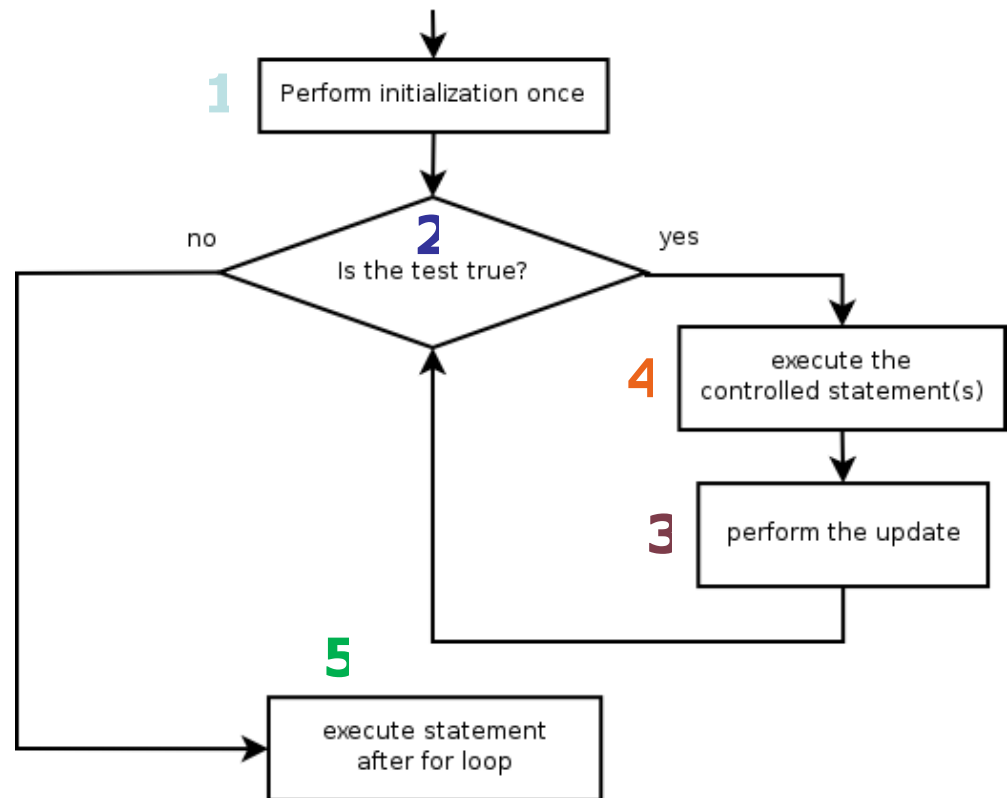 1
Perform initialization once
2
no
yes
Is the test true?
4
execute the
controlled statement(s)
3
perform the update
5
execute statement
after for loop